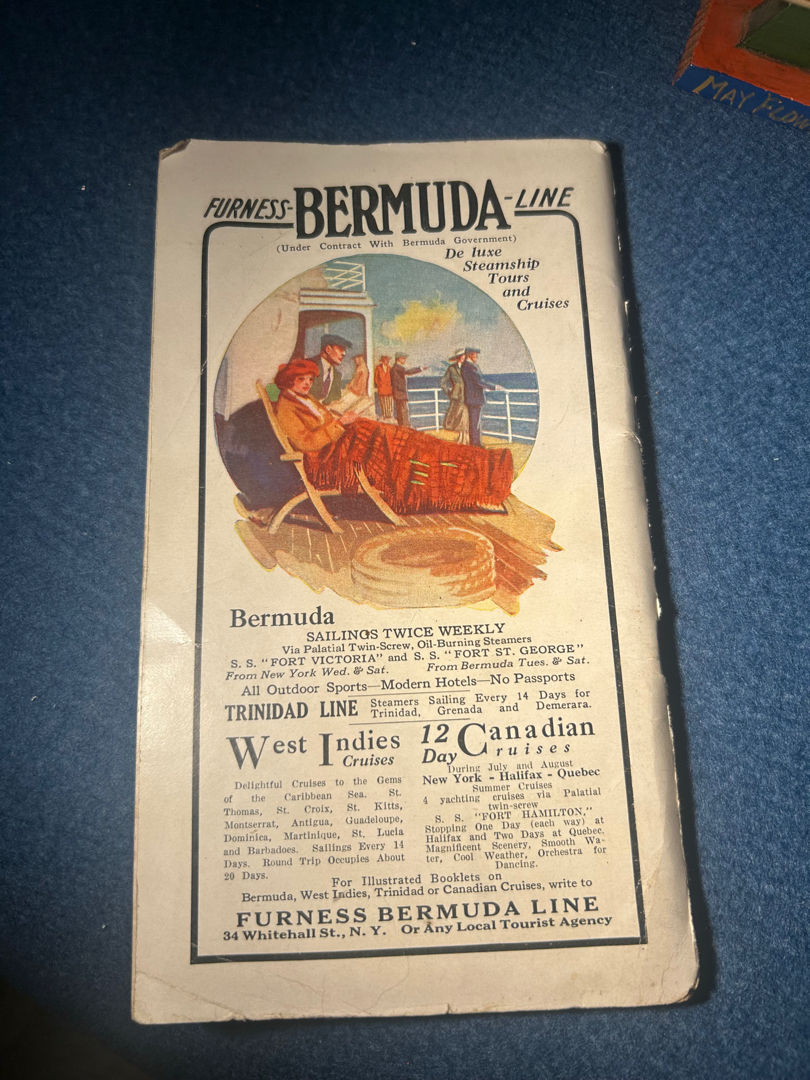 MAY FLOW
FURNESS-BERMUDA-LINE
(Under Contract With Bermuda Government)
De luxe
Steamship
Tours
and
Cruises
Bermuda
SAILINGS TWICE WEEKLY
Via Palatial Twin-Screw, Oil-Burning Steamers
S. S. "FORT VICTORIA" and S. S. "FORT ST. GEORGE"
From New York Wed. & Sat. From Bermuda Tues. & Sat.
All Outdoor Sports—Modern Hotels—No Passports
TRINIDAD LINE Steamers Sailing Every 14 Days for
Trinidad, Grenada and Demerara.
West Indies
Cruises
Delightful Cruises to the Gems
of the Caribbean Sea. St.
Thomas, St. Croix, St. Kitts,
Montserrat, Antigua, Guadeloupe,
Dominica, Martinique, St. Lucia
and Barbadoes. Sailings Every 14
Days. Round Trip Occupies About
20 Days.
12 Day Canadian
Cruises
During July and August
New York - Halifax - Quebec
Summer Cruises
4 yachting cruises via Palatial
twin-screw
S. S. "FORT HAMILTON,"
Stopping One Day (each way) at
Halifax and Two Days at Quebec.
Magnificent Scenery, Smooth Wa-
ter, Cool Weather, Orchestra for
Dancing.
For Illustrated Booklets on
Bermuda, West Indies, Trinidad or Canadian Cruises, write to
FURNESS BERMUDA LINE
34 Whitehall St., N. Y. Or Any Local Tourist Agency